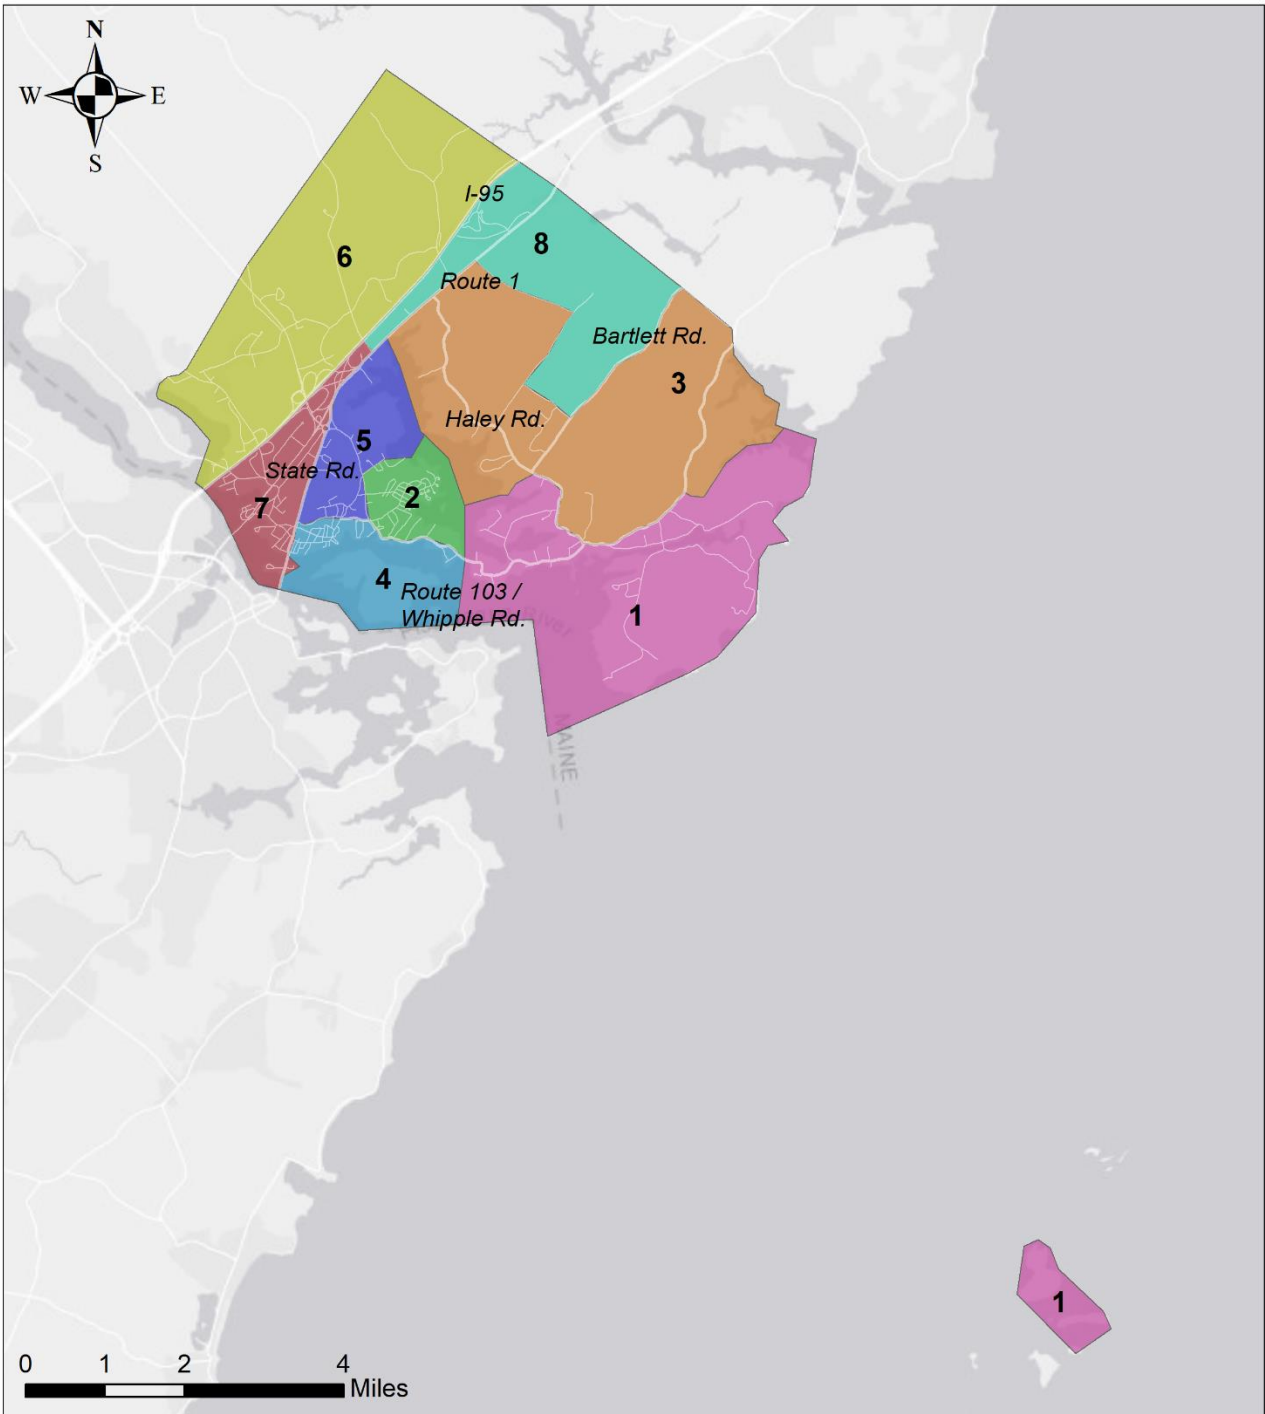 N
W E
S
I-95
8
6
Route 1
Bartlett Rd.
3
Haley Rd.
5
State Rd.
2
7
4
Route 103 /
Whipple Rd.
River
1
MAINE
1
0 1 2 4
Miles